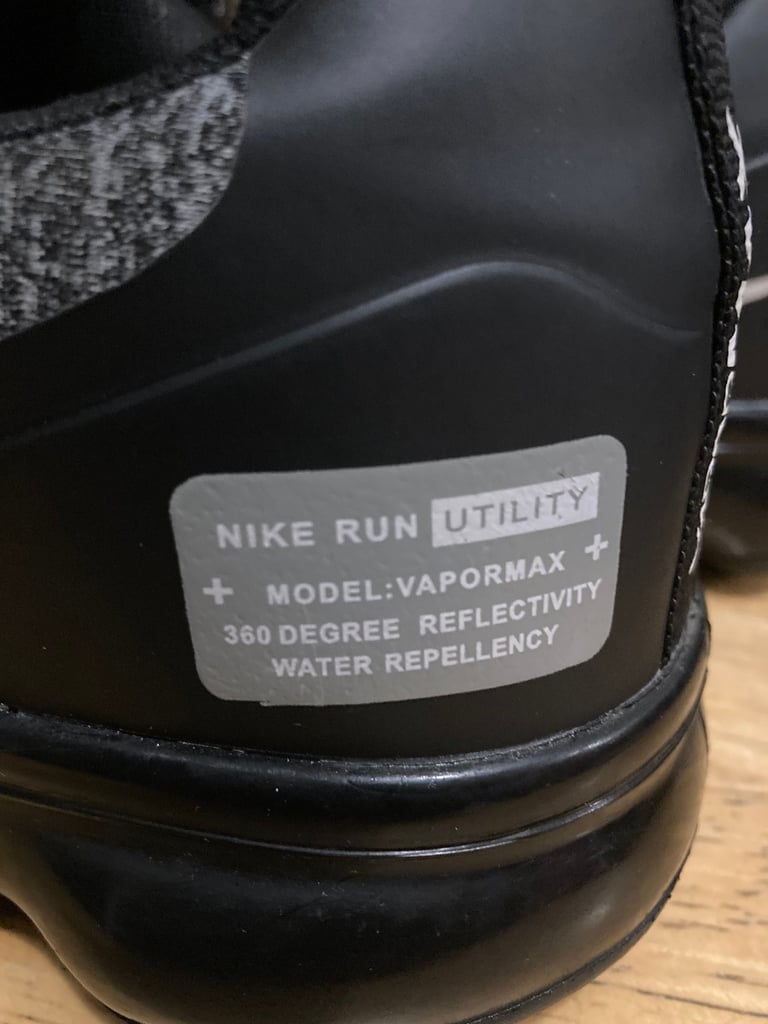 NIKE RUN UTILITY
+ MODEL:VAPORMAX +
360 DEGREE REFLECTIVITY
WATER REPELLENCY